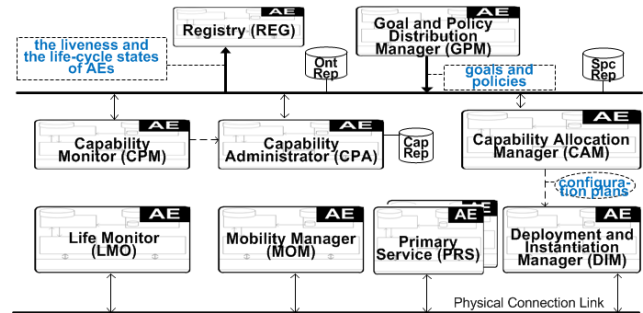 AE
Registry (REG)
the liveness and
the life-cycle states
of AEs
Ont
Rep
AE
Goal and Policy
Distribution
Manager (GPM)
goals and
policies
Spc
Rep
AE
Capability
Monitor (CPM)
AE
Capability
Administrator (CPA)
Cap
Rep
AE
Capability Allocation
Manager (CAM)
configura-
tion plans
AE
Life Monitor
(LMO)
AE
Mobility Manager
(MOM)
AE
AE
Primary
Service (PRS)
AE
Deployment and
Instantiation
Manager (DIM)
Physical Connection Link